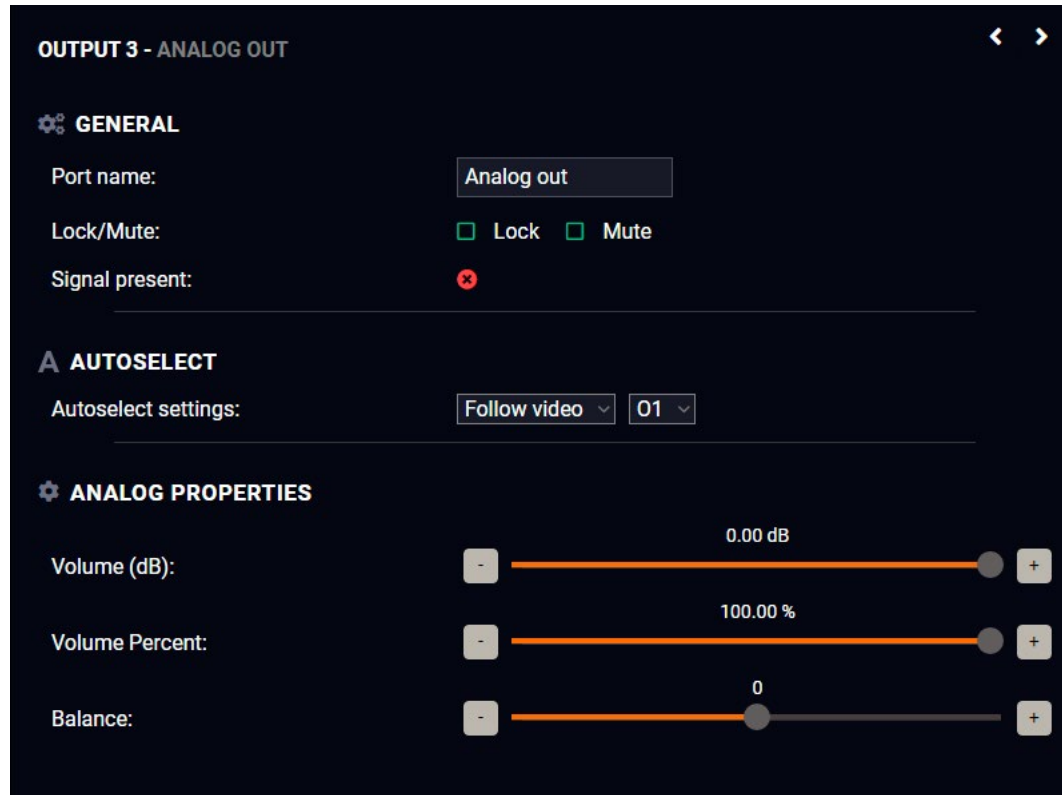 OUTPUT 3 - ANALOG OUT
GENERAL
Port name: Analog out
Lock/Mute: Lock Mute
Signal present:
A AUTOSELECT
Autoselect settings: Follow video O1
ANALOG PROPERTIES
0.00 dB
Volume (dB): - +
100.00 %
Volume Percent: - +
0
Balance: - +